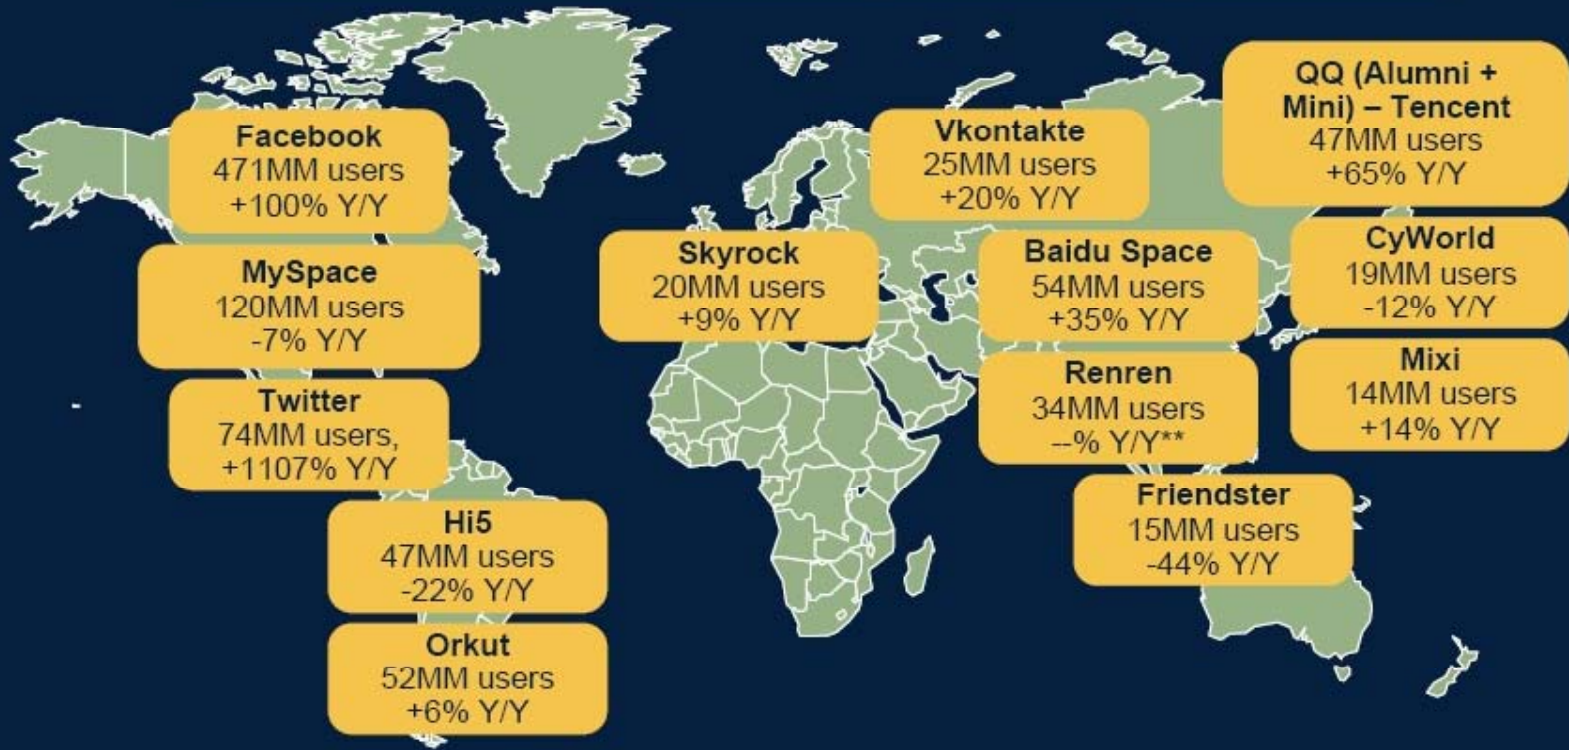 Facebook
471MM users
+100% Y/Y
MySpace
120MM users
-7% Y/Y
Twitter
74MM users,
+1107% Y/Y
Hi5
47MM users
-22% Y/Y
Orkut
52MM users
+6% Y/Y
Skyrock
20MM users
+9% Y/Y
Vkontakte
25MM users
+20% Y/Y
Baidu Space
54MM users
+35% Y/Y
Renren
34MM users
--% Y/Y**
Friendster
15MM users
-44% Y/Y
QQ (Alumni +
Mini) – Tencent
47MM users
+65% Y/Y
CyWorld
19MM users
-12% Y/Y
Mixi
14MM users
+14% Y/Y